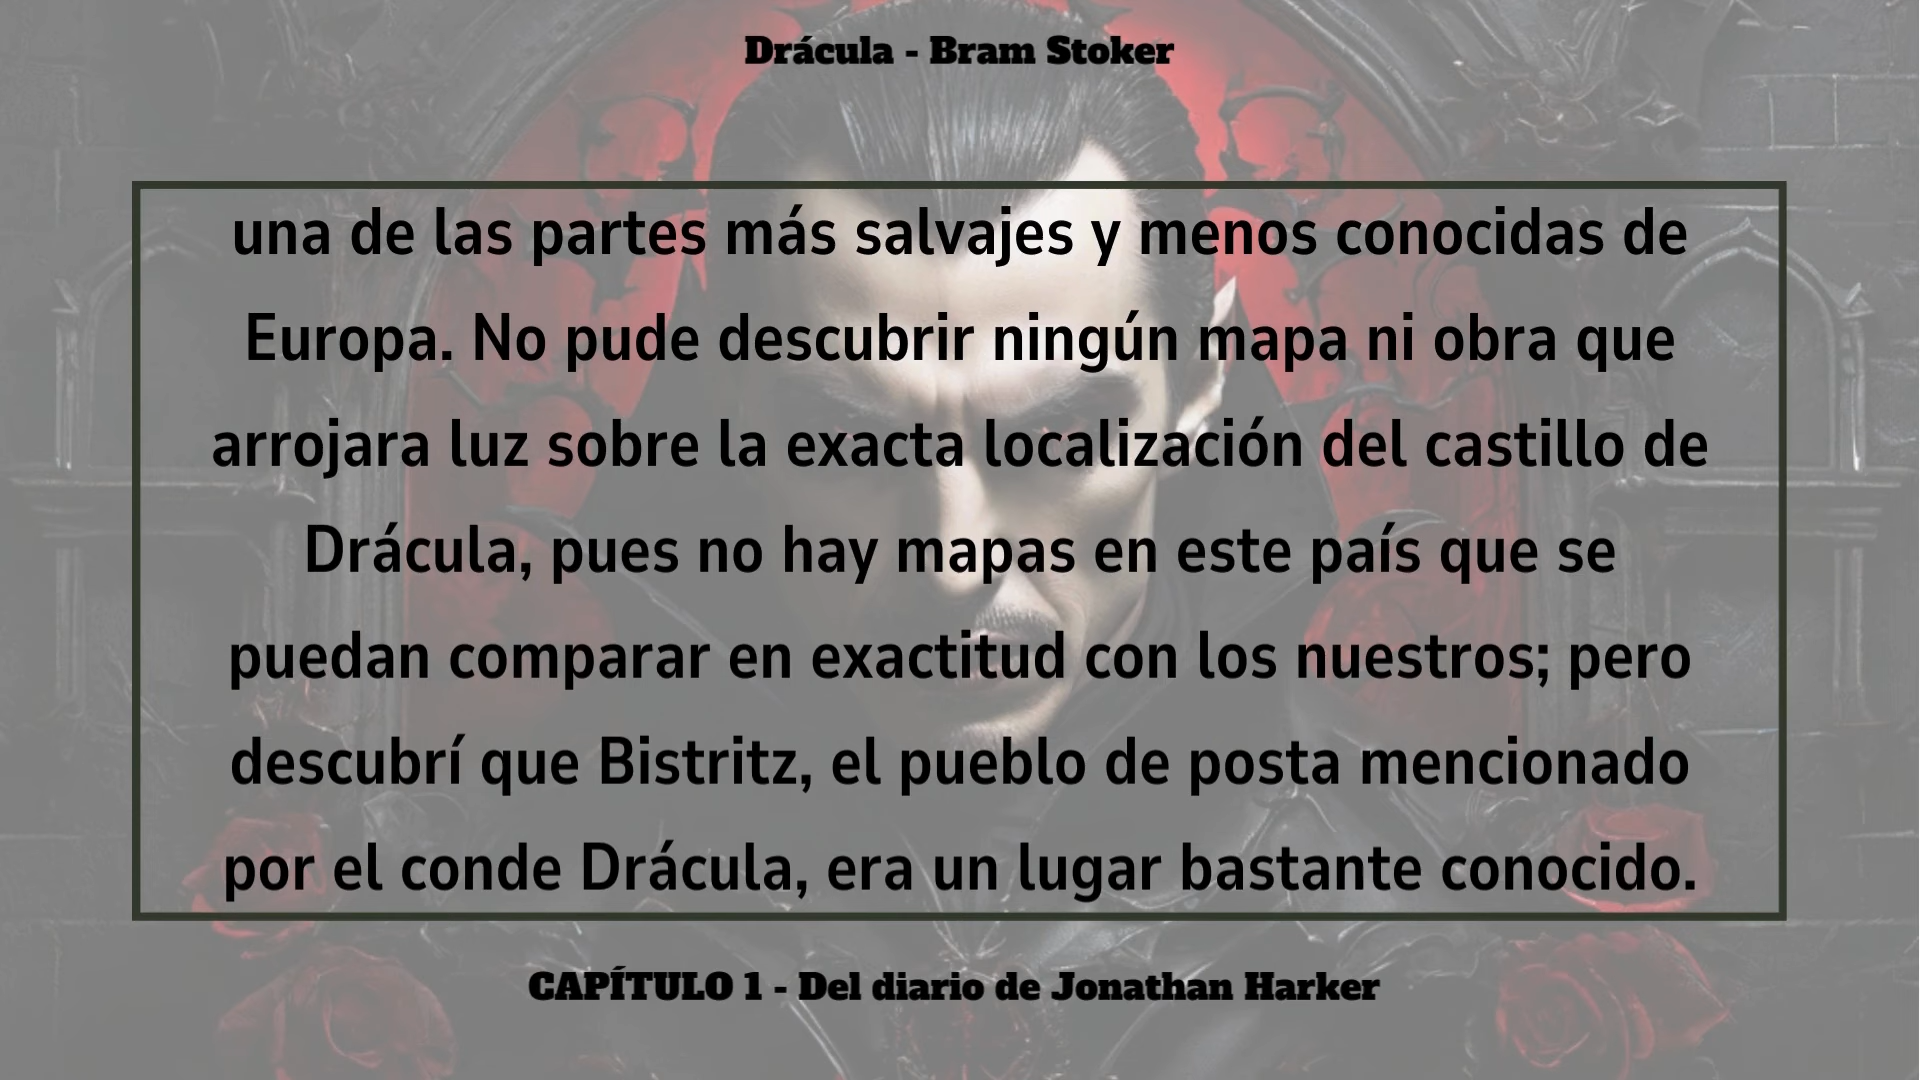 Drácula - Bram Stoker
una de las partes más salvajes y menos conocidas de
Europa. No pude descubrir ningún mapa ni obra que
arrojara luz sobre la exacta localización del castillo de
Drácula, pues no hay mapas en este país que se
puedan comparar en exactitud con los nuestros; pero
descubrí que Bistritz, el pueblo de posta mencionado
por el conde Drácula, era un lugar bastante conocido.
CAPÍTULO 1 - Del diario de Jonathan Harker